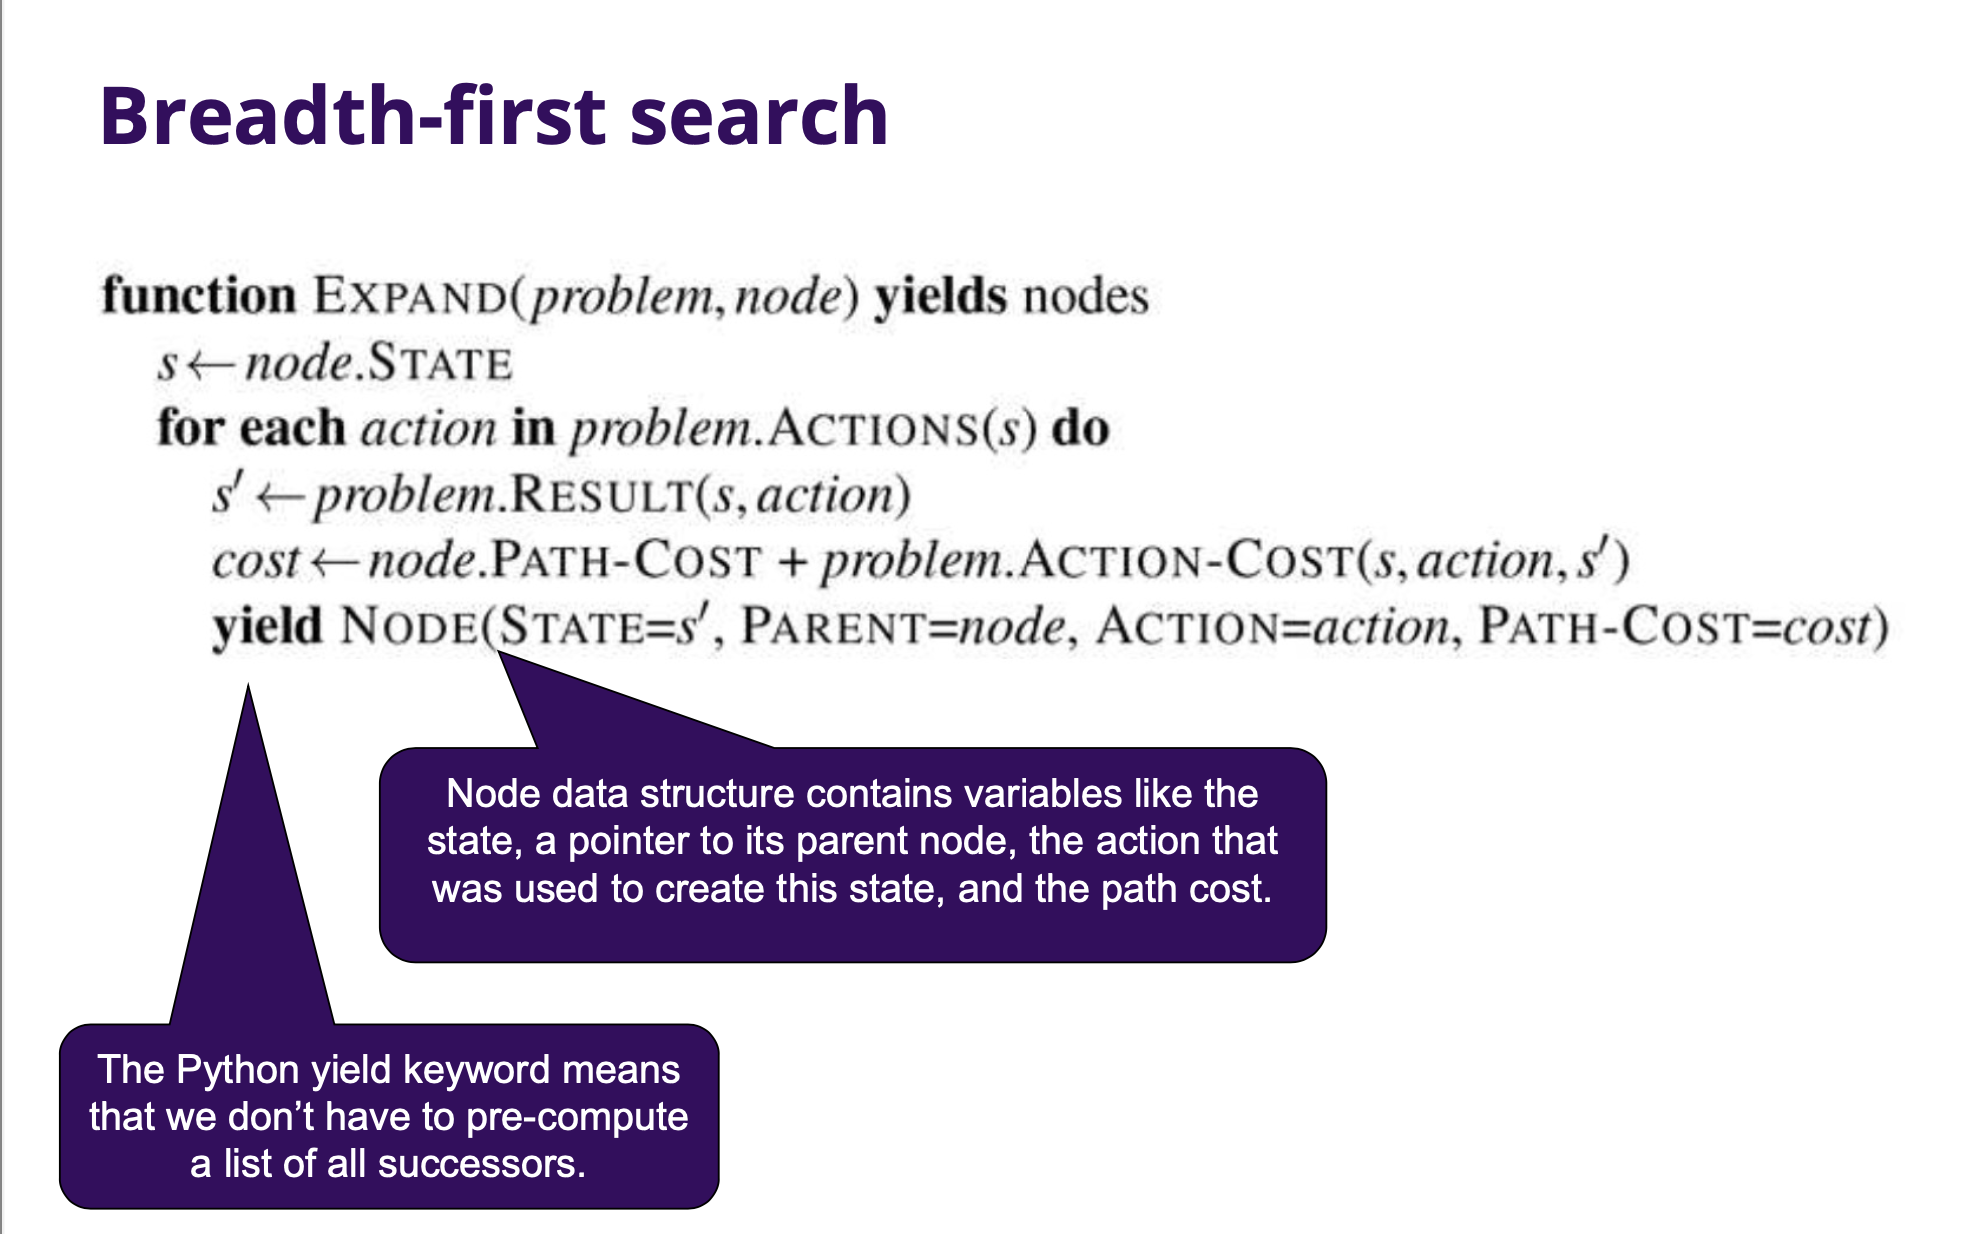 Breadth-first search
function EXPAND(problem, node) yields nodes
s ← node.STATE
for each action in problem.ACTIONS(s) do
s′ ← problem.RESULT(s, action)
cost ← node.PATH-COST + problem.ACTION-COST(s, action, s′)
yield NODE(STATE=s′, PARENT=node, ACTION=action, PATH-COST=cost)
Node data structure contains variables like the
state, a pointer to its parent node, the action that
was used to create this state, and the path cost.
The Python yield keyword means
that we don’t have to pre-compute
a list of all successors.